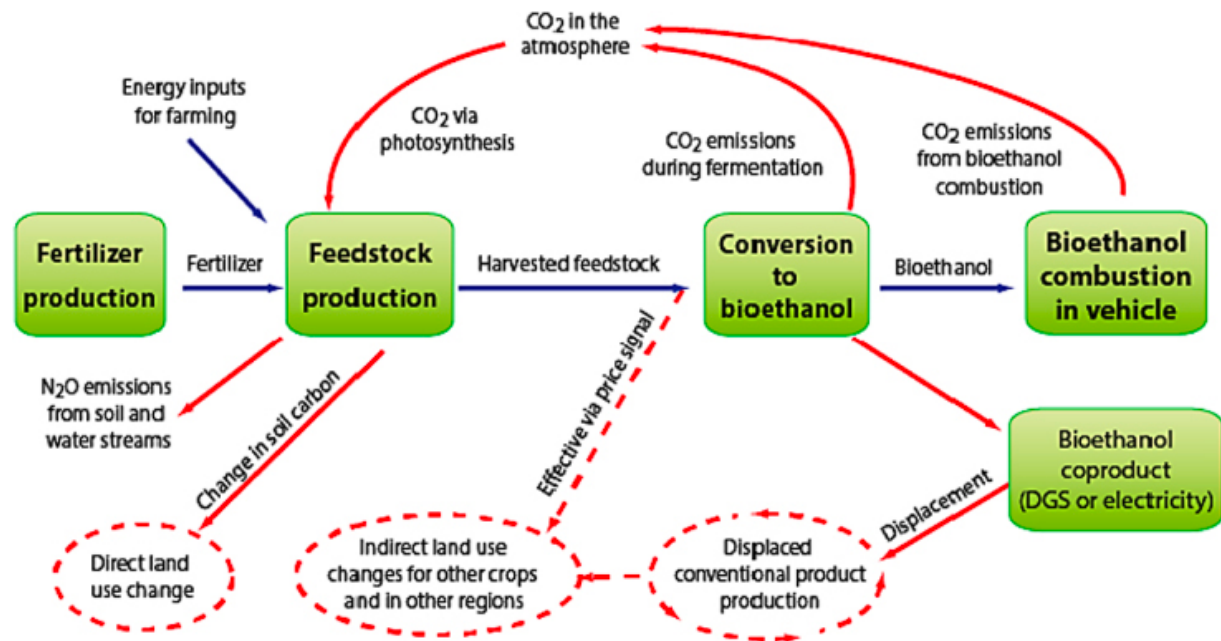 CO₂ in the
atmosphere
Energy inputs
for farming
CO₂ via
photosynthesis
CO₂ emissions
during fermentation
CO₂ emissions
from bioethanol
combustion
Fertilizer
production
Fertilizer
Feedstock
production
Harvested feedstock
Conversion
to
bioethanol
Bioethanol
Bioethanol
combustion
in vehicle
N₂O emissions
from soil and
water streams
Change in soil carbon
Effective via price signal
Bioethanol
coproduct
(DGS or electricity)
Displacement
Direct land
use change
Indirect land use
changes for other crops
and in other regions
Displaced
conventional product
production